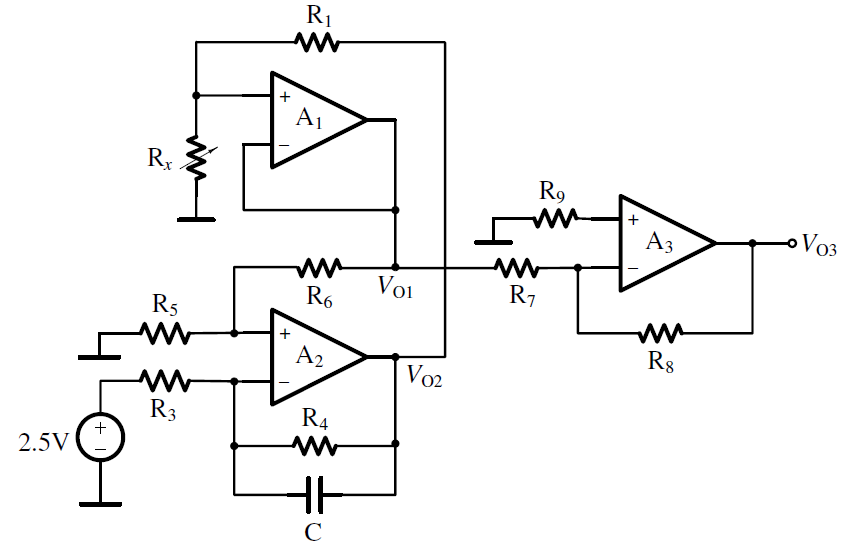 R1
+
A1
−
Rx
R9
+
A3
−
VO3
R6
VO1
R7
R5
+
A2
−
R8
VO2
R3
R4
2.5V
+
−
C